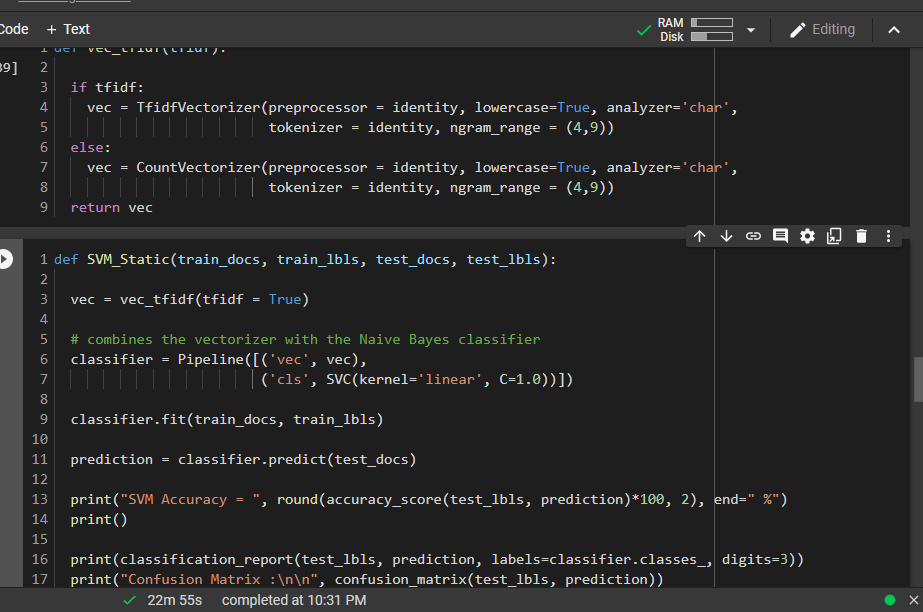 Code + Text
RAM
Disk
Editing
1 def vec_tfidf(tfidf):
39] 2
3 if tfidf:
4 vec = TfidfVectorizer(preprocessor = identity, lowercase=True, analyzer='char',
5 tokenizer = identity, ngram_range = (4,9))
6 else:
7 vec = CountVectorizer(preprocessor = identity, lowercase=True, analyzer='char',
8 tokenizer = identity, ngram_range = (4,9))
9 return vec
1 def SVM_Static(train_docs, train_lbls, test_docs, test_lbls):
2
3 vec = vec_tfidf(tfidf = True)
4
5 # combines the vectorizer with the Naive Bayes classifier
6 classifier = Pipeline([('vec', vec),
7 ('cls', SVC(kernel='linear', C=1.0))])
8
9 classifier.fit(train_docs, train_lbls)
10
11 prediction = classifier.predict(test_docs)
12
13 print("SVM Accuracy = ", round(accuracy_score(test_lbls, prediction)*100, 2), end=" %")
14 print()
15
16 print(classification_report(test_lbls, prediction, labels=classifier.classes_, digits=3))
17 print("Confusion Matrix :\n\n", confusion_matrix(test_lbls, prediction))
22m 55s completed at 10:31 PM